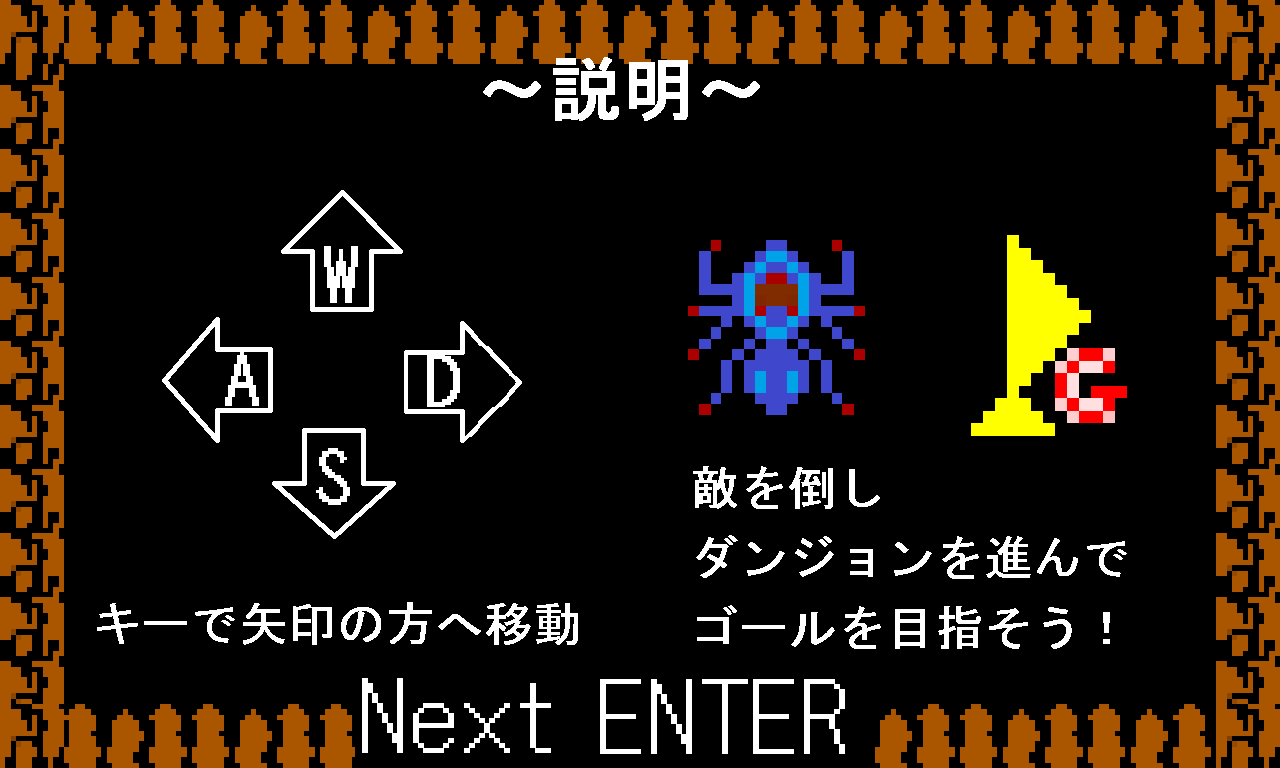 ～説明～
W
A
D
S
G
敵を倒し
ダンジョンを進んで
ゴールを目指そう！
キーで矢印の方へ移動
Next ENTER